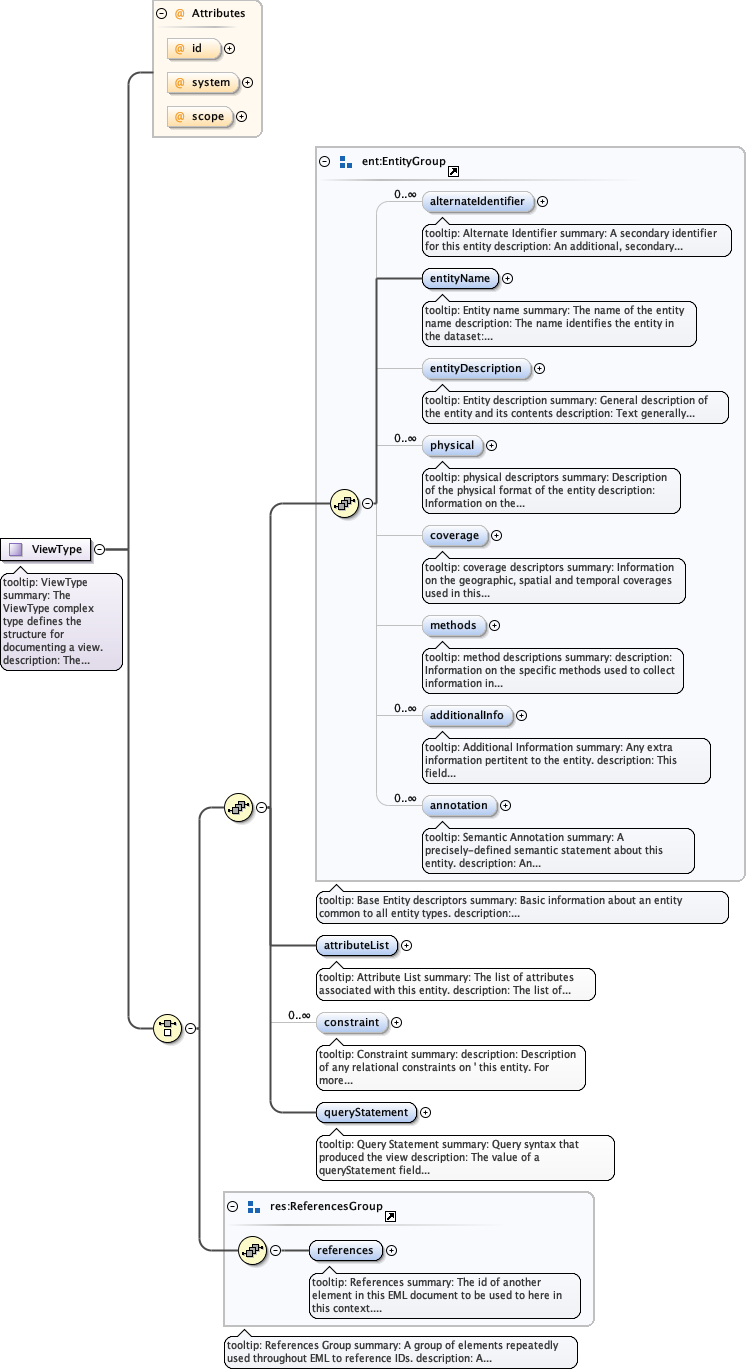 Attributes
@ id
@ system
@ scope
ent:EntityGroup
0..∞
alternateIdentifier
tooltip: Alternate Identifier summary: A secondary identifier
for this entity description: An additional, secondary...
entityName
tooltip: Entity name summary: The name of the entity
name description: The name identifies the entity in
the dataset:...
entityDescription
tooltip: Entity description summary: General description of
the entity and its contents description: Text generally...
0..∞
physical
tooltip: physical descriptors summary: Description
of the physical format of the entity description:
Information on the...
coverage
tooltip: coverage descriptors summary: Information
on the geographic, spatial and temporal coverages
used in this...
ViewType
tooltip: ViewType
summary: The
ViewType complex
type defines the
structure for
documenting a view.
description: The...
methods
tooltip: method descriptions summary: description:
Information on the specific methods used to collect
information in...
0..∞
additionalInfo
tooltip: Additional Information summary: Any extra
information pertitent to the entity. description: This
field...
0..∞
annotation
tooltip: Semantic Annotation summary: A
precisely-defined semantic statement about this
entity. description: An...
tooltip: Base Entity descriptors summary: Basic information about an entity
common to all entity types. description:...
attributeList
tooltip: Attribute List summary: The list of attributes
associated with this entity. description: The list of...
0..∞
constraint
tooltip: Constraint summary: description: Description
of any relational constraints on ' this entity. For
more...
queryStatement
tooltip: Query Statement summary: Query syntax that
produced the view description: The value of a
queryStatement field...
res:ReferencesGroup
references
tooltip: References summary: The id of another
element in this EML document to be used to here in
this context....
tooltip: References Group summary: A group of elements repeatedly
used throughout EML to reference IDs. description: A...